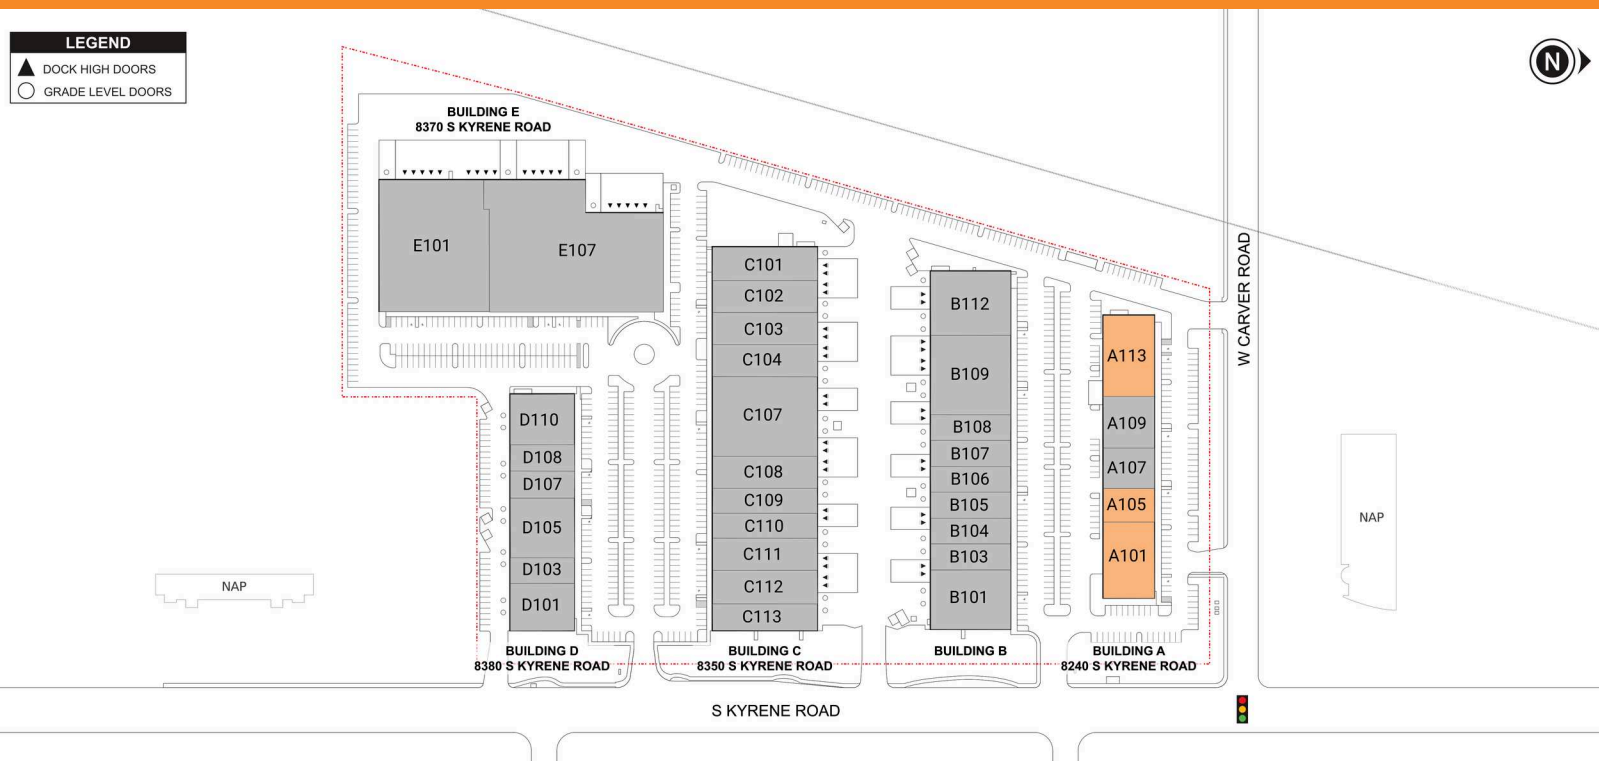 LEGEND
DOCK HIGH DOORS
GRADE LEVEL DOORS
N
BUILDING E
8370 S KYRENE ROAD
E101
E107
C101
C102
C103
C104
C107
C108
C109
C110
C111
C112
C113
B112
B109
B108
B107
B106
B105
B104
B103
B101
A113
A109
A107
A105
A101
D110
D108
D107
D105
D103
D101
W CARVER ROAD
NAP
NAP
BUILDING D
8380 S KYRENE ROAD
BUILDING C
8350 S KYRENE ROAD
BUILDING B
BUILDING A
8240 S KYRENE ROAD
S KYRENE ROAD